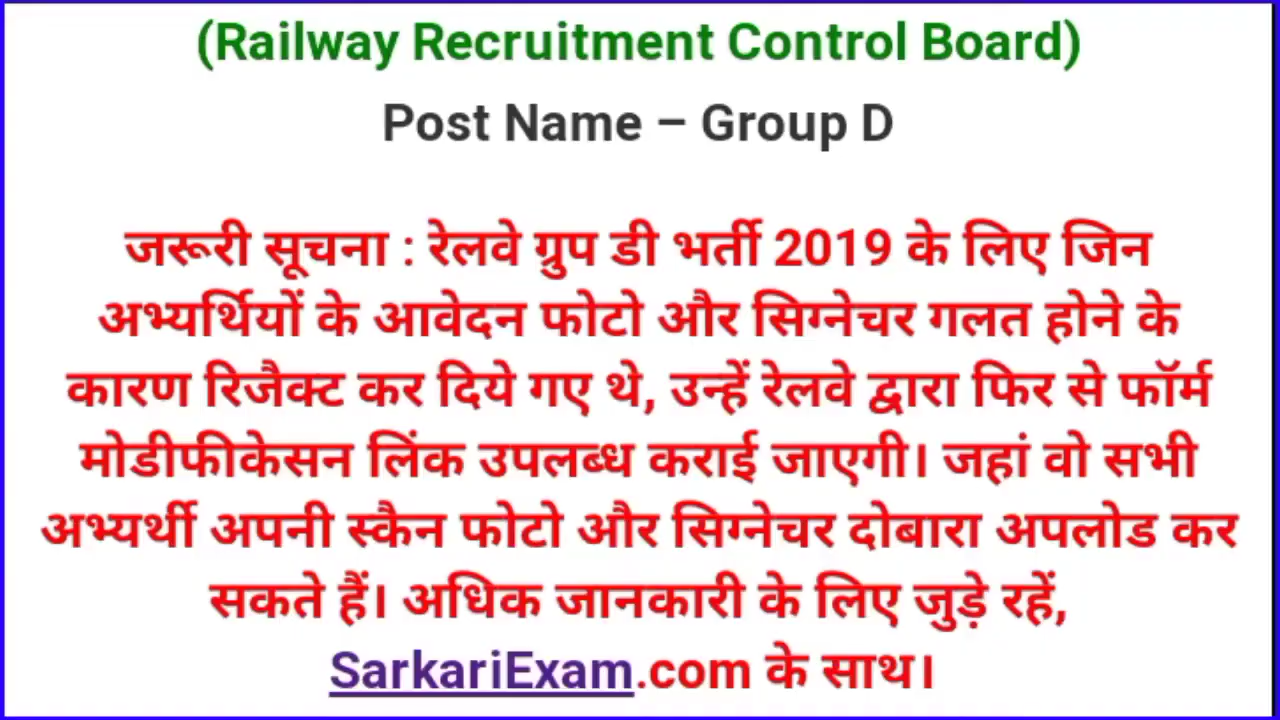 (Railway Recruitment Control Board)
Post Name – Group D
जरूरी सूचना : रेलवे ग्रुप डी भर्ती 2019 के लिए जिन
अभ्यर्थियों के आवेदन फोटो और सिग्नेचर गलत होने के
कारण रिजैक्ट कर दिये गए थे, उन्हें रेलवे द्वारा फिर से फॉर्म
मोडीफीकेसन लिंक उपलब्ध कराई जाएगी। जहां वो सभी
अभ्यर्थी अपनी स्कैन फोटो और सिग्नेचर दोबारा अपलोड कर
सकते हैं। अधिक जानकारी के लिए जुड़े रहें,
SarkariExam.com के साथ।